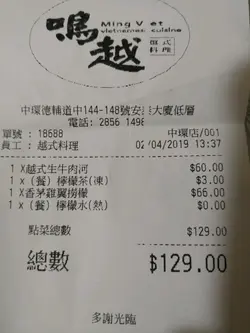 鳴越
Ming Viet
vietnamese cuisine
越式
料理
中環德輔道中144-148號安
大廈低層
電話: 2856 1498
單號 : 18588
中環店/001
員工 : 越式料理
02/04/2019 13:37
1 X越式生牛肉河 $60.00
1 X (餐) 檸檬茶(凍) $3.00
1 X香茅雞翼撈檬 $66.00
1 X (餐) 檸檬水(熱) $0.00
點菜總數 $129.00
總數 $129.00
多謝光臨